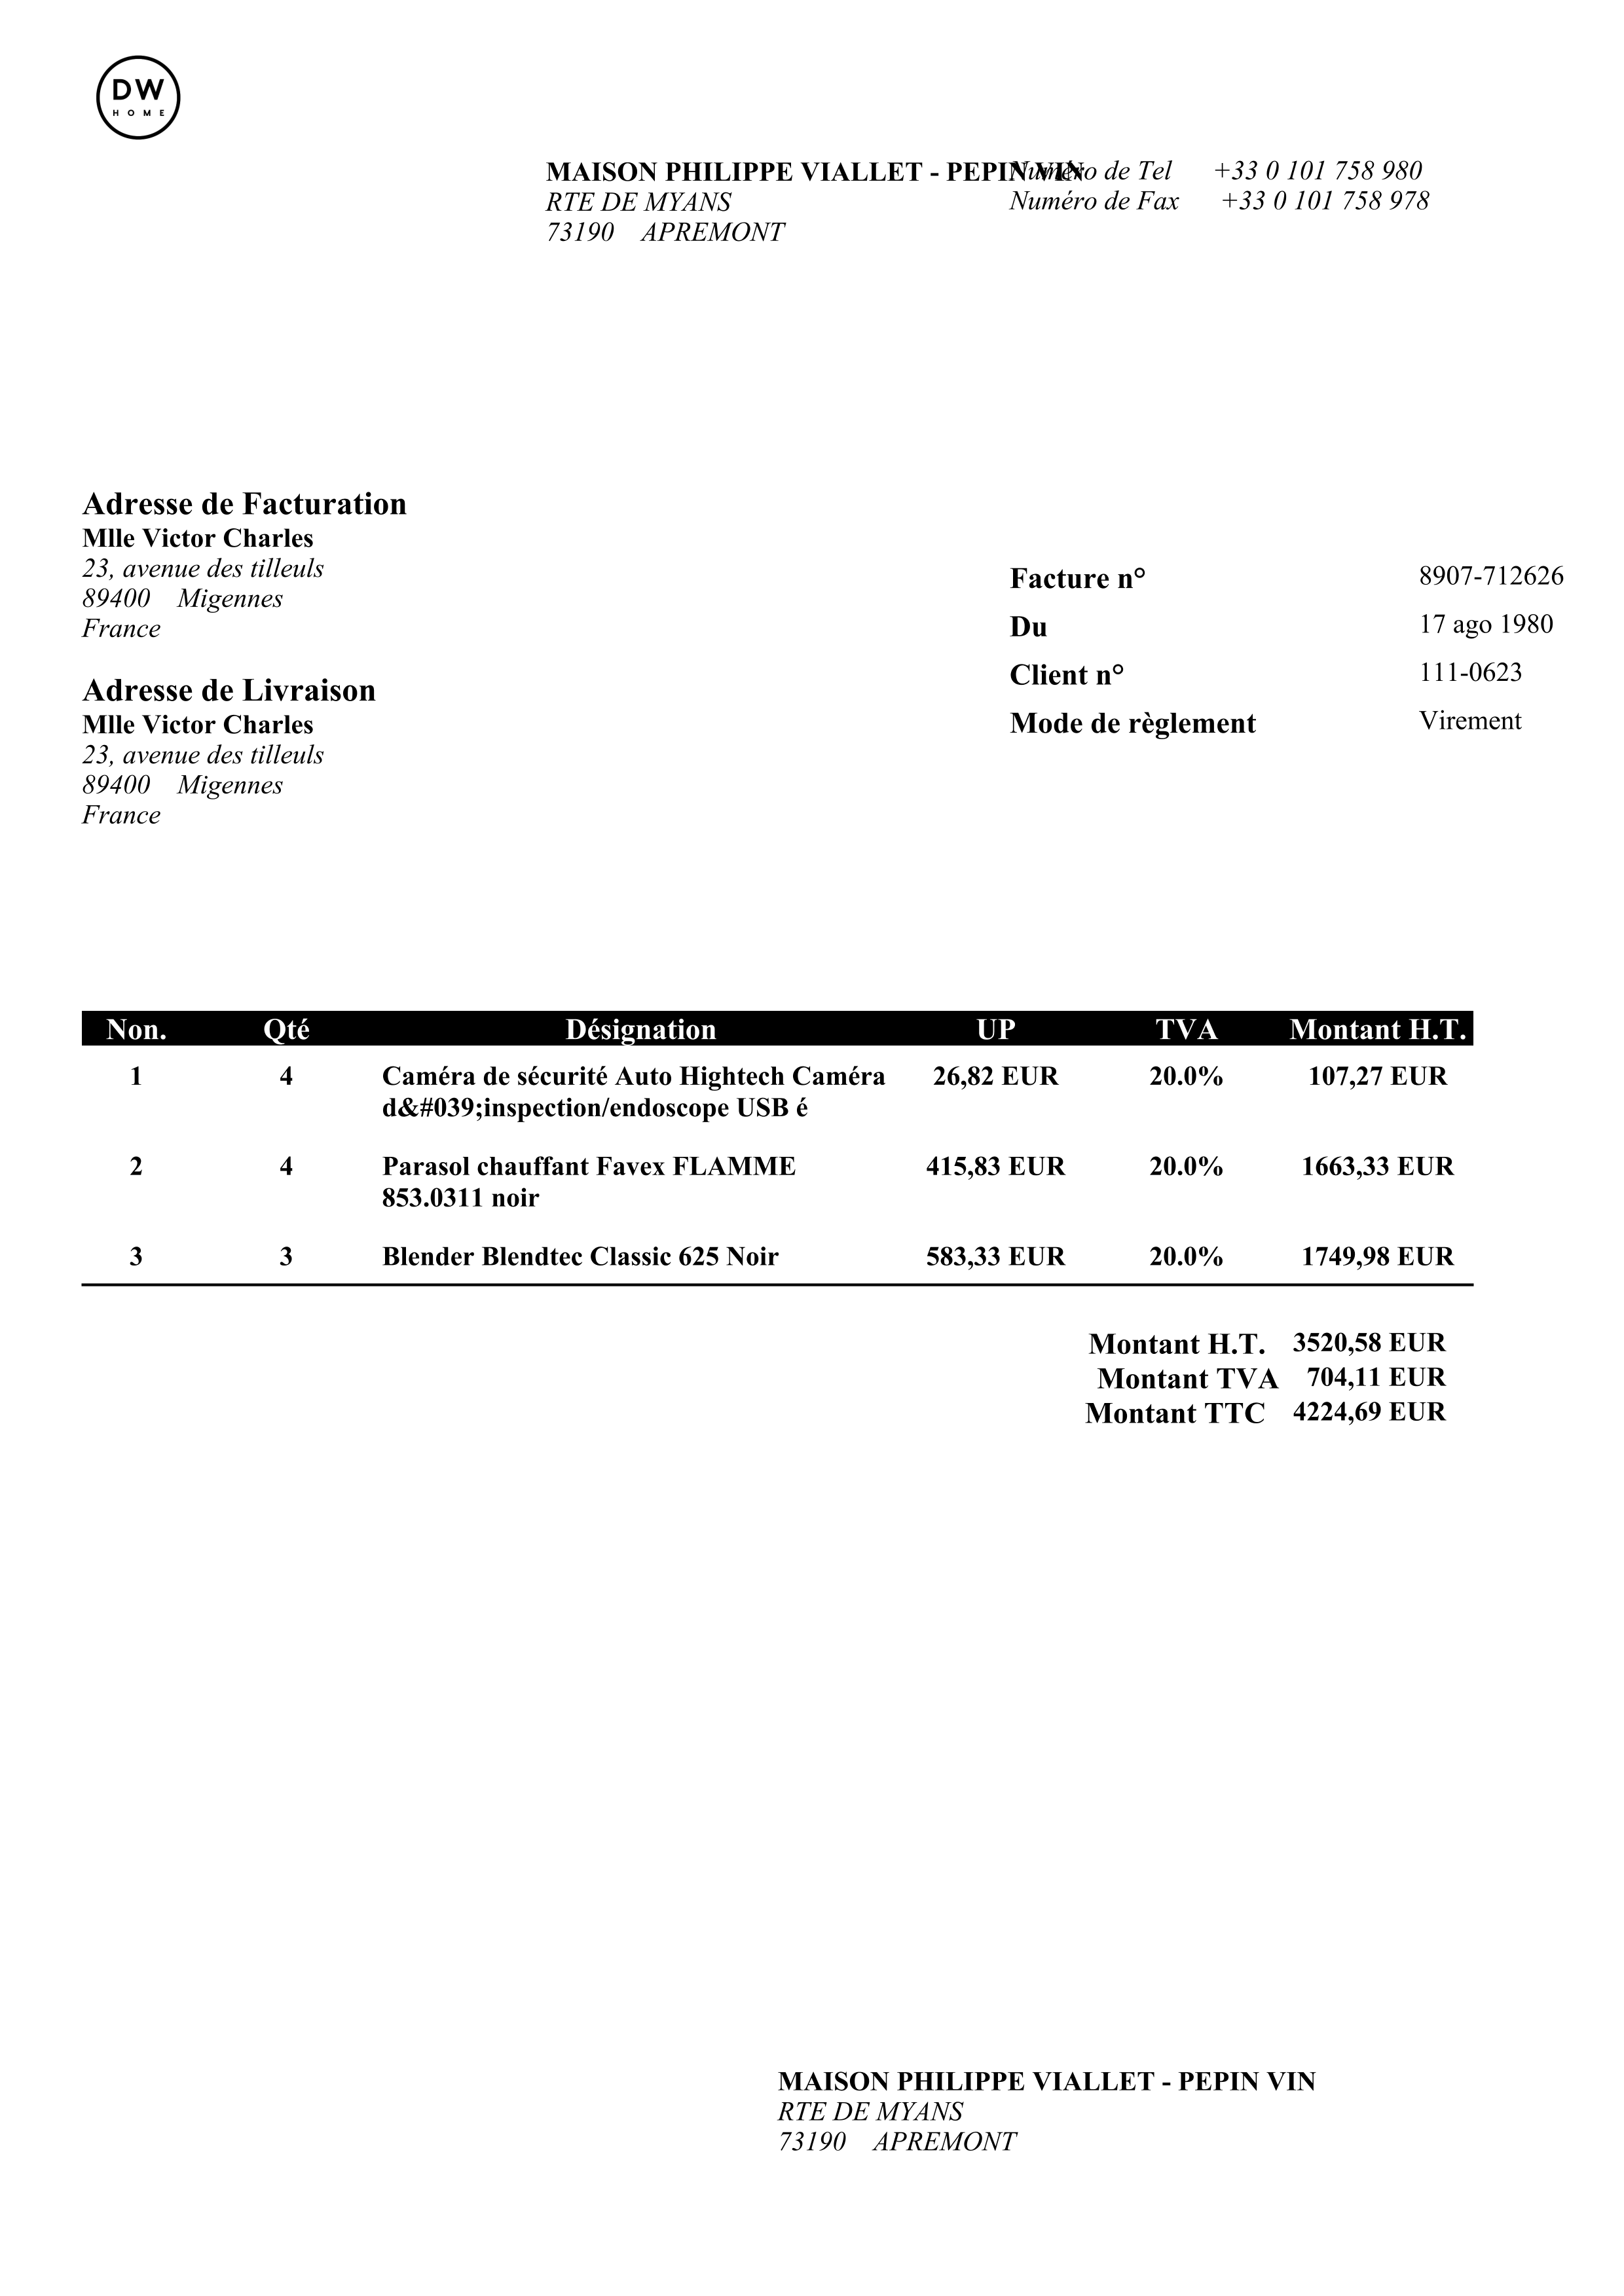 DW
HOME
MAISON PHILIPPE VIALLET - PEPIN VIN
RTE DE MYANS
73190 APREMONT
Numéro de Tel +33 0 101 758 980
Numéro de Fax +33 0 101 758 978
Adresse de Facturation
Mlle Victor Charles
23, avenue des tilleuls
89400 Migennes
France
Adresse de Livraison
Mlle Victor Charles
23, avenue des tilleuls
89400 Migennes
France
Facture n° 8907-712626
Du 17 ago 1980
Client n° 111-0623
Mode de règlement Virement
Non. Qté Désignation UP TVA Montant H.T.
1 4 Caméra de sécurité Auto Hightech Caméra 26,82 EUR 20.0% 107,27 EUR
d&#039;inspection/endoscope USB é
2 4 Parasol chauffant Favex FLAMME 415,83 EUR 20.0% 1663,33 EUR
853.0311 noir
3 3 Blender Blendtec Classic 625 Noir 583,33 EUR 20.0% 1749,98 EUR
Montant H.T. 3520,58 EUR
Montant TVA 704,11 EUR
Montant TTC 4224,69 EUR
MAISON PHILIPPE VIALLET - PEPIN VIN
RTE DE MYANS
73190 APREMONT